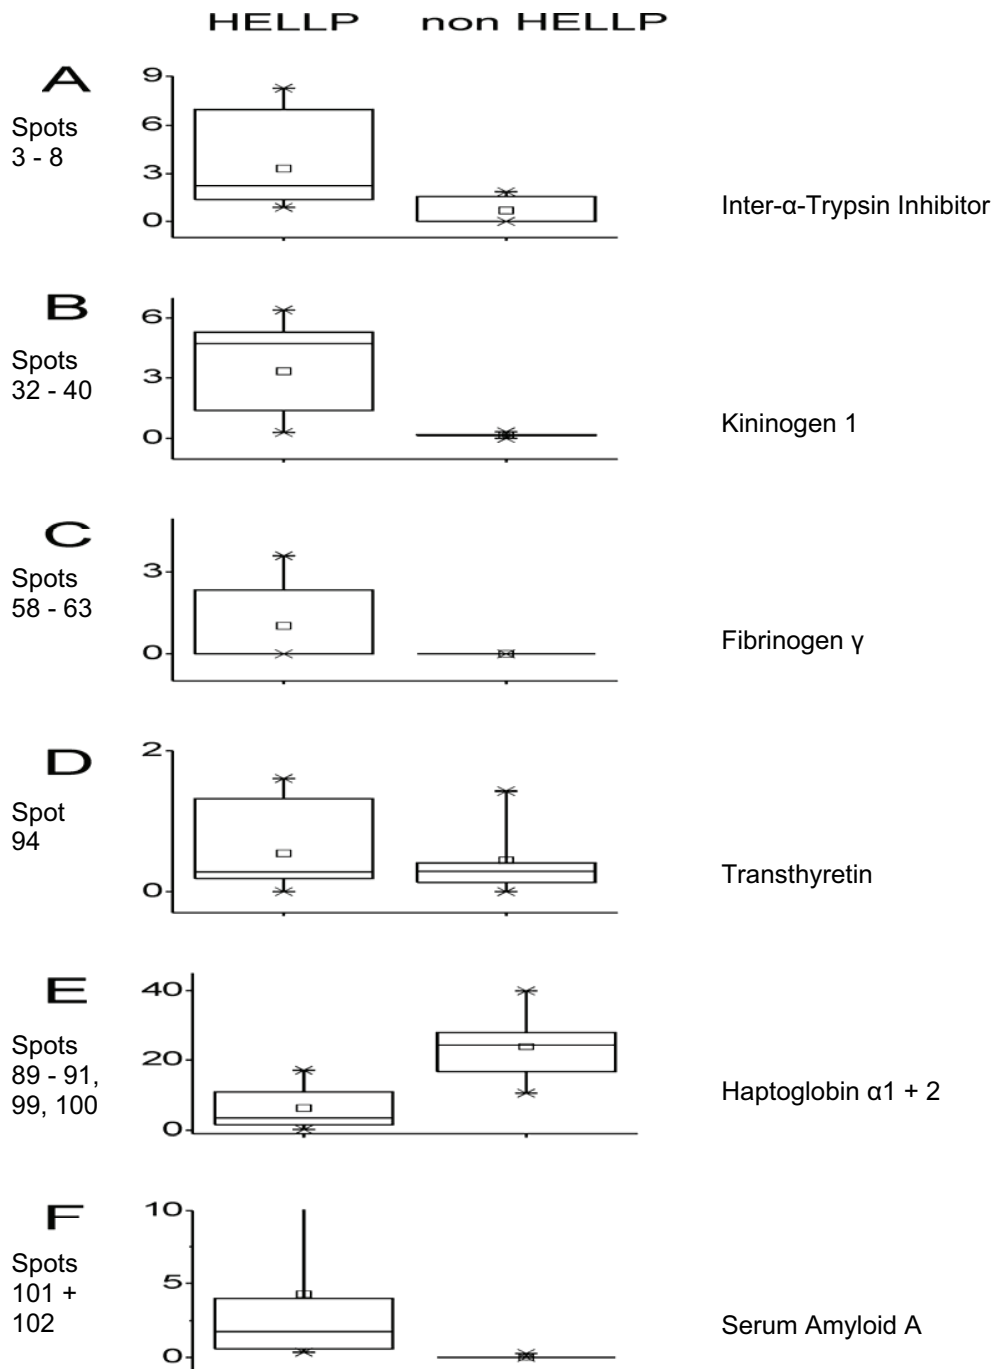 HELLP non HELLP
A
Spots
3 - 8
9
6
3
0
Inter-α-Trypsin Inhibitor
B
Spots
32 - 40
6
3
0
Kininogen 1
C
Spots
58 - 63
3
0
Fibrinogen γ
D
Spot
94
2
0
Transthyretin
E
Spots
89 - 91,
99, 100
40
20
0
Haptoglobin α1 + 2
F
Spots
101 +
102
10
5
0
Serum Amyloid A